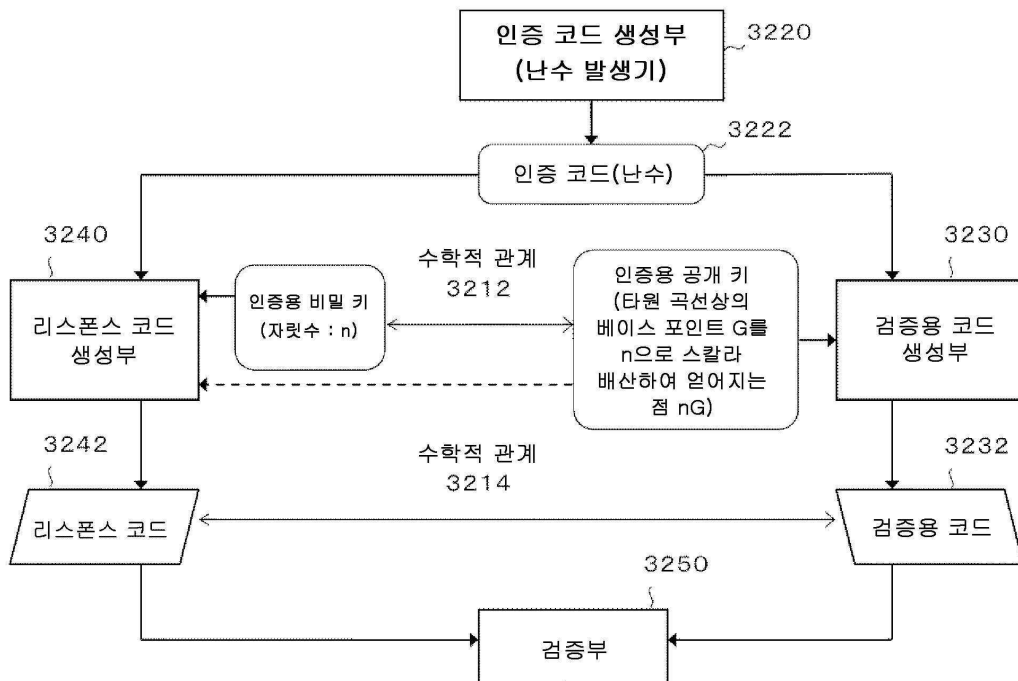 인증 코드 생성부
(난수 발생기)
3220
3222
인증 코드(난수)
3240
3230
수학적 관계
3212
인증용 비밀 키
(자릿수 : n)
인증용 공개 키
(타원 곡선상의
베이스 포인트 G를
n으로 스칼라
배산하여 얻어지는
점 nG)
리스폰스 코드
생성부
검증용 코드
생성부
3242
3232
수학적 관계
3214
리스폰스 코드
검증용 코드
3250
검증부